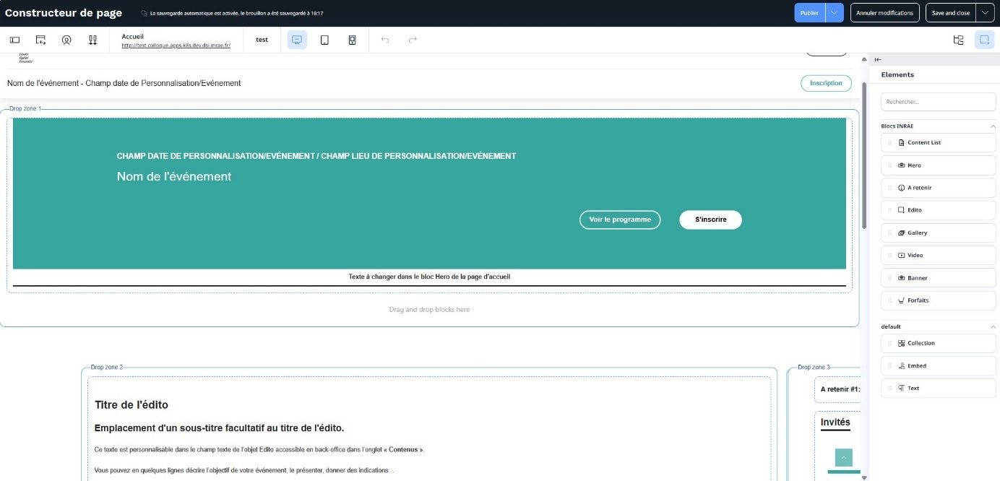 Constructeur de page
La sauvegarde automatique est activée, le brouillon a été sauvegardé à 16:17
Publier
Annuler modifications
Save and close
Accueil
http://test.colloque.apps.k8s.dev.dsi.inrae.fr/
test
Liberté
Égalité
Fraternité
Nom de l'événement - Champ date de Personnalisation/Evénement
Inscription
Drop zone 1
CHAMP DATE DE PERSONNALISATION/EVÉNEMENT / CHAMP LIEU DE PERSONNALISATION/EVÉNEMENT
Nom de l'événement
Voir le programme
S'inscrire
Texte à changer dans le bloc Hero de la page d'accueil
Drag and drop blocks here
Drop zone 2
Titre de l'édito
Emplacement d'un sous-titre facultatif au titre de l'édito.
Ce texte est personnalisable dans le champ texte de l'objet Edito accessible en back-office dans l'onglet « Contenus ».
Vous pouvez en quelques lignes décrire l'objectif de votre événement, le présenter, donner des indications...
Drop zone 3
A retenir #1:
Invités
Elements
Rechercher...
Blocs INRAE
Content List
Hero
A retenir
Edito
Gallery
Video
Banner
Forfaits
default
Collection
Embed
Text